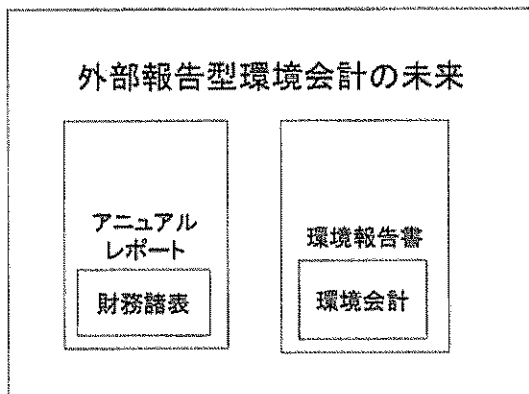 外部報告型環境会計の未来
アニュアル
レポート
財務諸表
環境報告書
環境会計